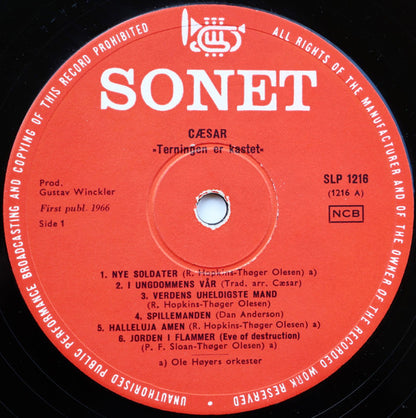 UNAUTHORISED PUBLIC PERFORMANCE BROADCASTING AND COPYING OF THIS RECORD PROHIBITED
ALL RIGHTS OF THE MANUFACTURER AND OF THE OWNER OF THE RECORDED WORK RESERVED
SONET
CÆSAR
»Terningen er kastet«
Prod.
Gustav Winckler
First publ. 1966
Side 1
SLP 1216
(1216 A)
NCB
1. NYE SOLDATER (R. Hopkins-Thøger Olesen) a)
2. I UNGDOMMENS VÅR (Trad. arr. Cæsar)
3. VERDENS UHELDIGSTE MAND
(R. Hopkins-Thøger Olesen)
4. SPILLEMANDEN (Dan Anderson)
5. HALLELUJA AMEN (R. Hopkins-Thøger Olesen)
6. JORDEN I FLAMMER (Eve of destruction)
(P. F. Sloan-Thøger Olesen)
a) Ole Høyers orkester